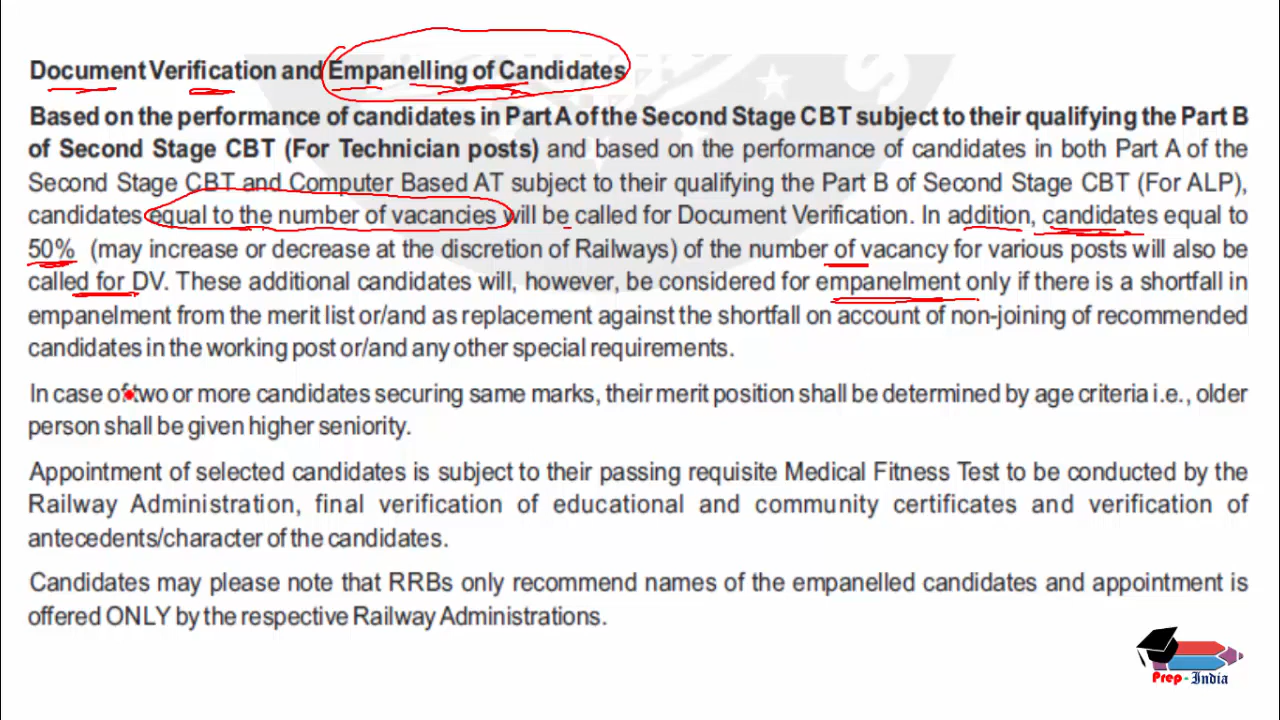 Document Verification and Empanelling of Candidates
Based on the performance of candidates in Part A of the Second Stage CBT subject to their qualifying the Part B
of Second Stage CBT (For Technician posts) and based on the performance of candidates in both Part A of the
Second Stage CBT and Computer Based AT subject to their qualifying the Part B of Second Stage CBT (For ALP),
candidates equal to the number of vacancies will be called for Document Verification. In addition, candidates equal to
50% (may increase or decrease at the discretion of Railways) of the number of vacancy for various posts will also be
called for DV. These additional candidates will, however, be considered for empanelment only if there is a shortfall in
empanelment from the merit list or/and as replacement against the shortfall on account of non-joining of recommended
candidates in the working post or/and any other special requirements.
In case of two or more candidates securing same marks, their merit position shall be determined by age criteria i.e., older
person shall be given higher seniority.
Appointment of selected candidates is subject to their passing requisite Medical Fitness Test to be conducted by the
Railway Administration, final verification of educational and community certificates and verification of
antecedents/character of the candidates.
Candidates may please note that RRBs only recommend names of the empanelled candidates and appointment is
offered ONLY by the respective Railway Administrations.
Prep - India